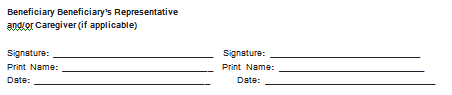 Beneficiary Beneficiary's Representative
and/or Caregiver (if applicable)
Signature: ______________________________ Signature: ______________________________
Print Name: ______________________________ Print Name: ______________________________
Date: ______________________________ Date: ______________________________